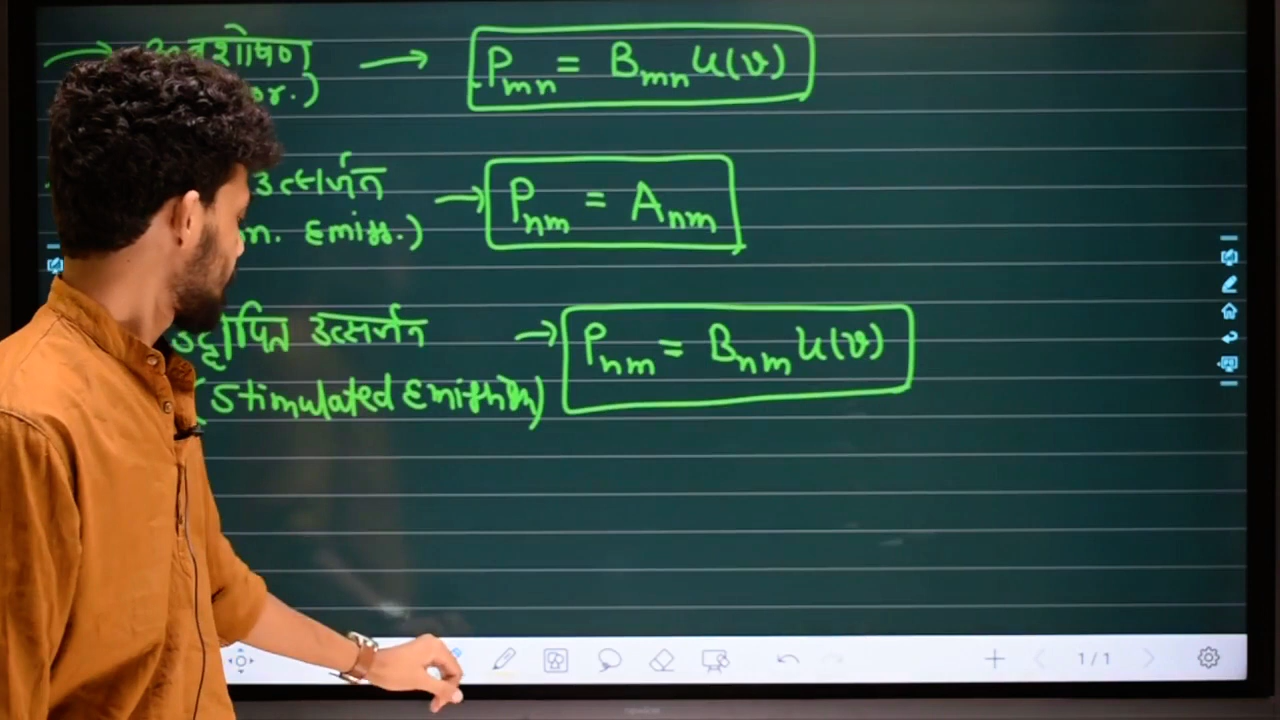 → अवशोषण → P_mn = B_mn u(ν)
or.)
उत्सर्जन → P_nm = A_nm
n. Emiss.)
उद्दीपित उत्सर्जन → P_nm = B_nm u(ν)
(Stimulated Emission)
1/1